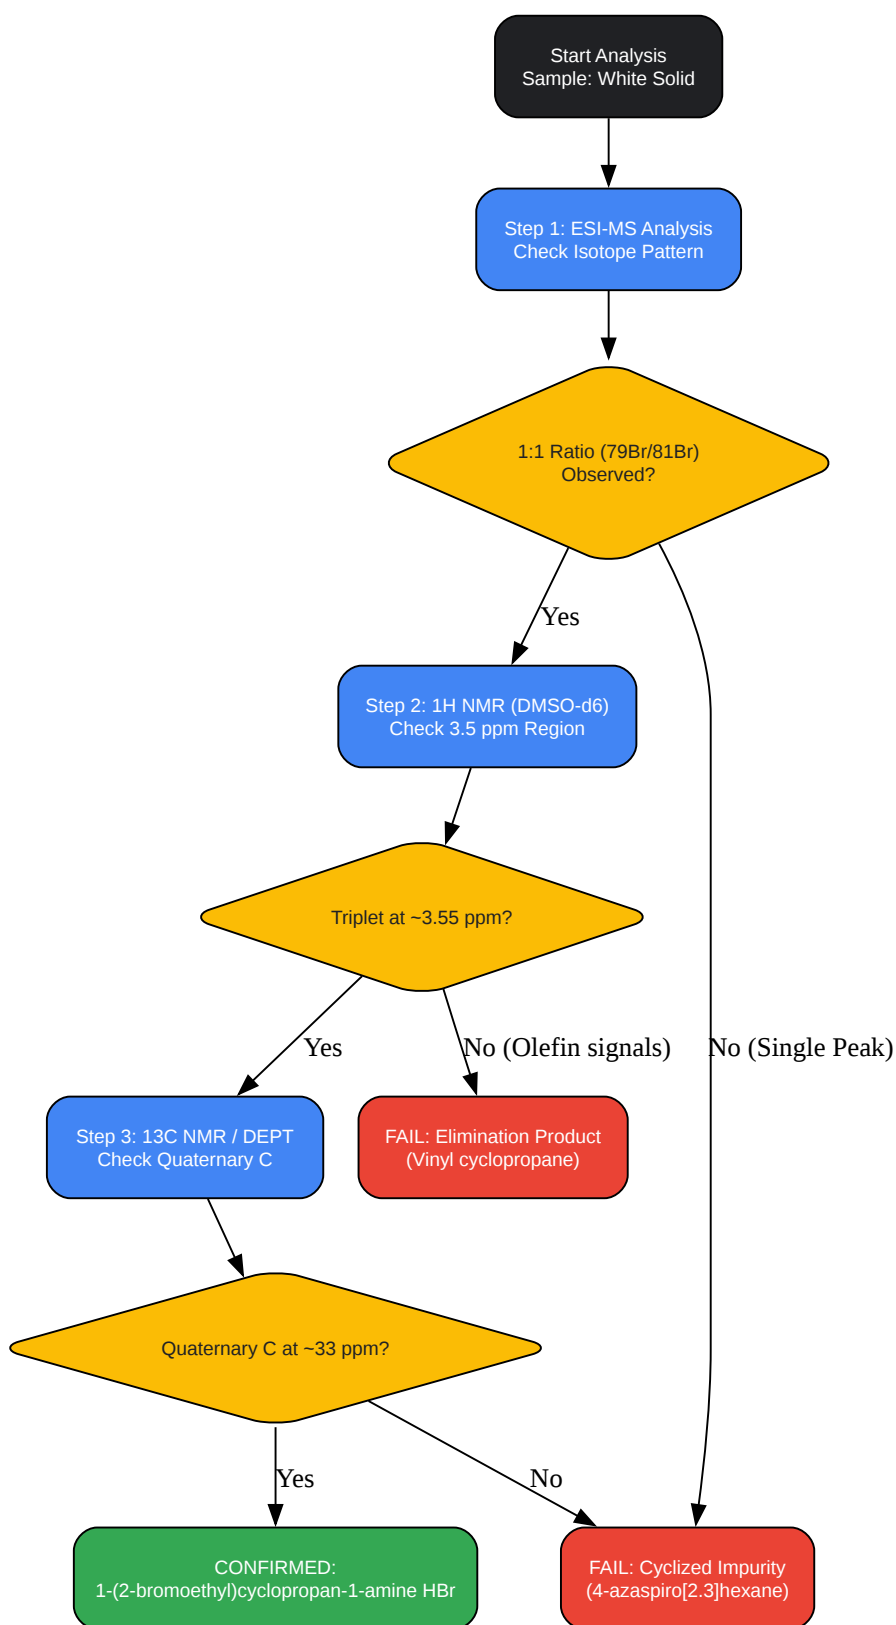 Start Analysis
Sample: White Solid
Step 1: ESI-MS Analysis
Check Isotope Pattern
1:1 Ratio (79Br/81Br)
Observed?
Yes
Step 2: 1H NMR (DMSO-d6)
Check 3.5 ppm Region
Triplet at ~3.55 ppm?
Yes
No (Olefin signals)
No (Single Peak)
Step 3: 13C NMR / DEPT
Check Quaternary C
FAIL: Elimination Product
(Vinyl cyclopropane)
Quaternary C at ~33 ppm?
Yes
No
CONFIRMED:
1-(2-bromoethyl)cyclopropan-1-amine HBr
FAIL: Cyclized Impurity
(4-azaspiro[2.3]hexane)